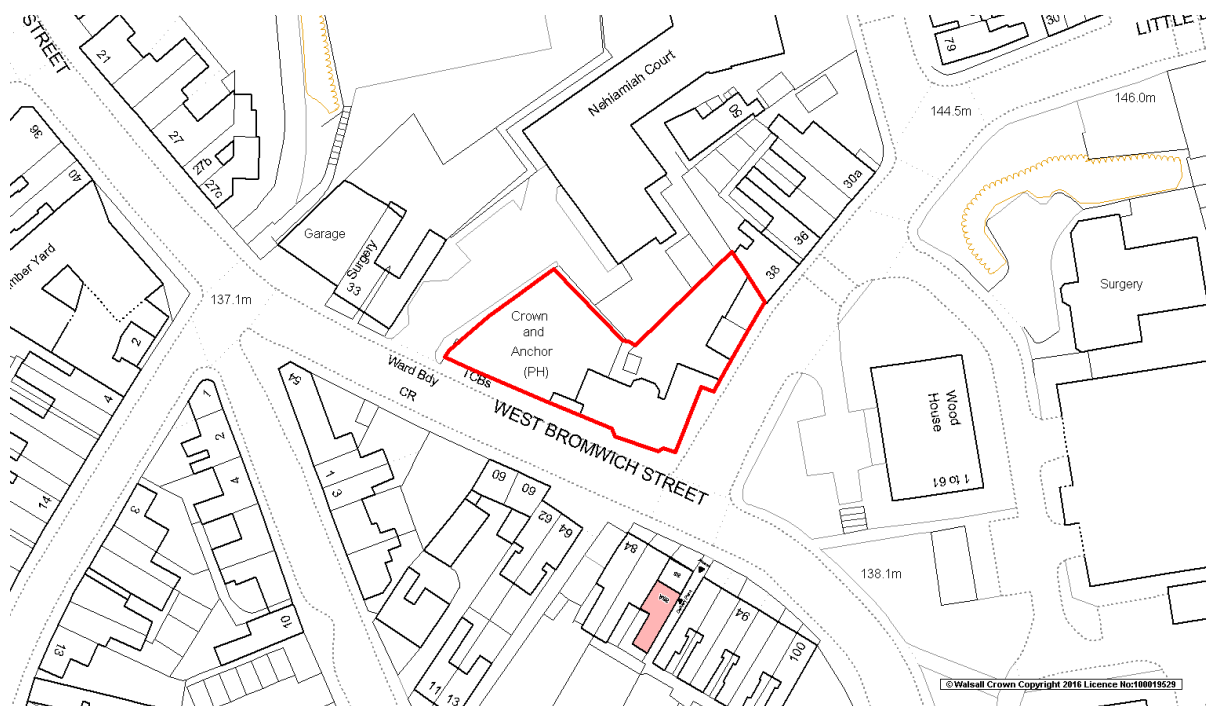 STREET
21
27
27b
27c
36
40
mber Yard
2
4
14
137.1m
Garage
Surgery
33
Nehiamiah Court
50
30a
36
38
79
30
LITTLE
144.5m
146.0m
Surgery
Crown
and
Anchor
(PH)
TCBs
Ward Bdy
CR
WEST BROMWICH STREET
Wood
House
1 to 61
138.1m
54
1
3
1
2
4
3
13
10
60
60
62
64
11
13
84
86A
94
100
© Walsall Crown Copyright 2016 Licence No:100019529